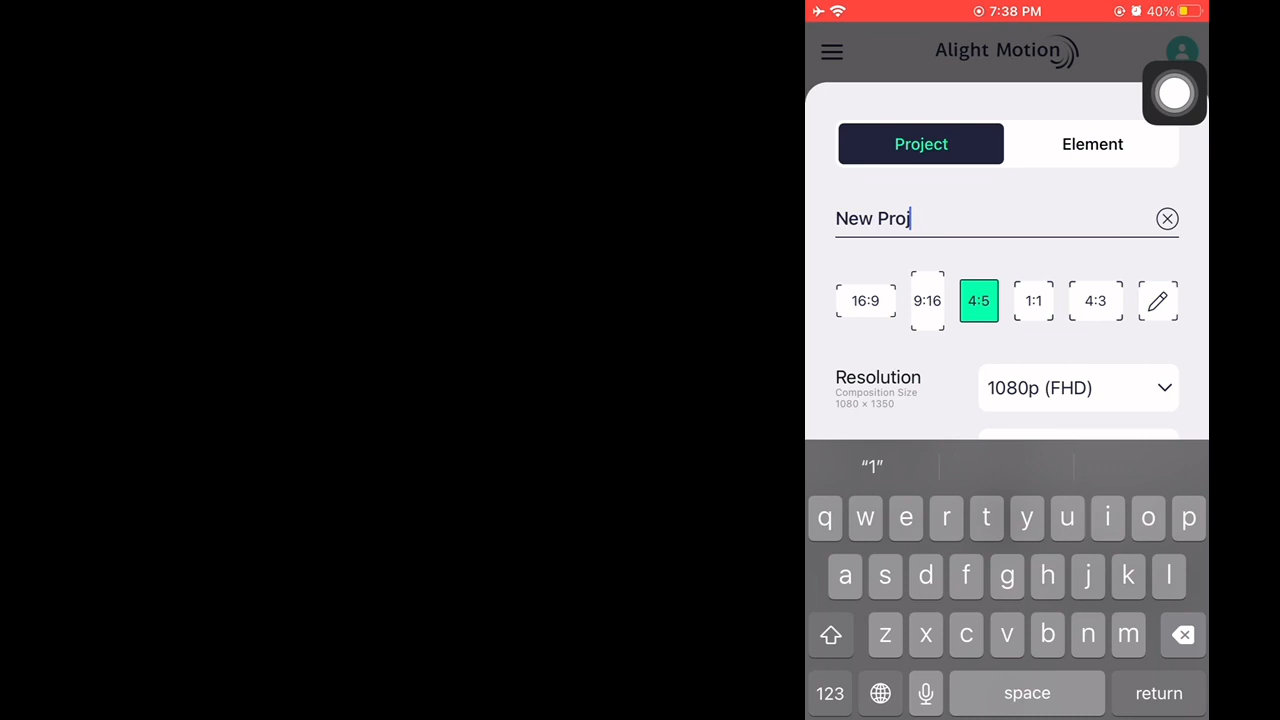 7:38 PM 40%
Alight Motion
Project Element
New Proj
16:9 9:16 4:5 1:1 4:3
Resolution
Composition Size
1080 × 1350
1080p (FHD)
“1”
q w e r t y u i o p
a s d f g h j k l
z x c v b n m
123 space return